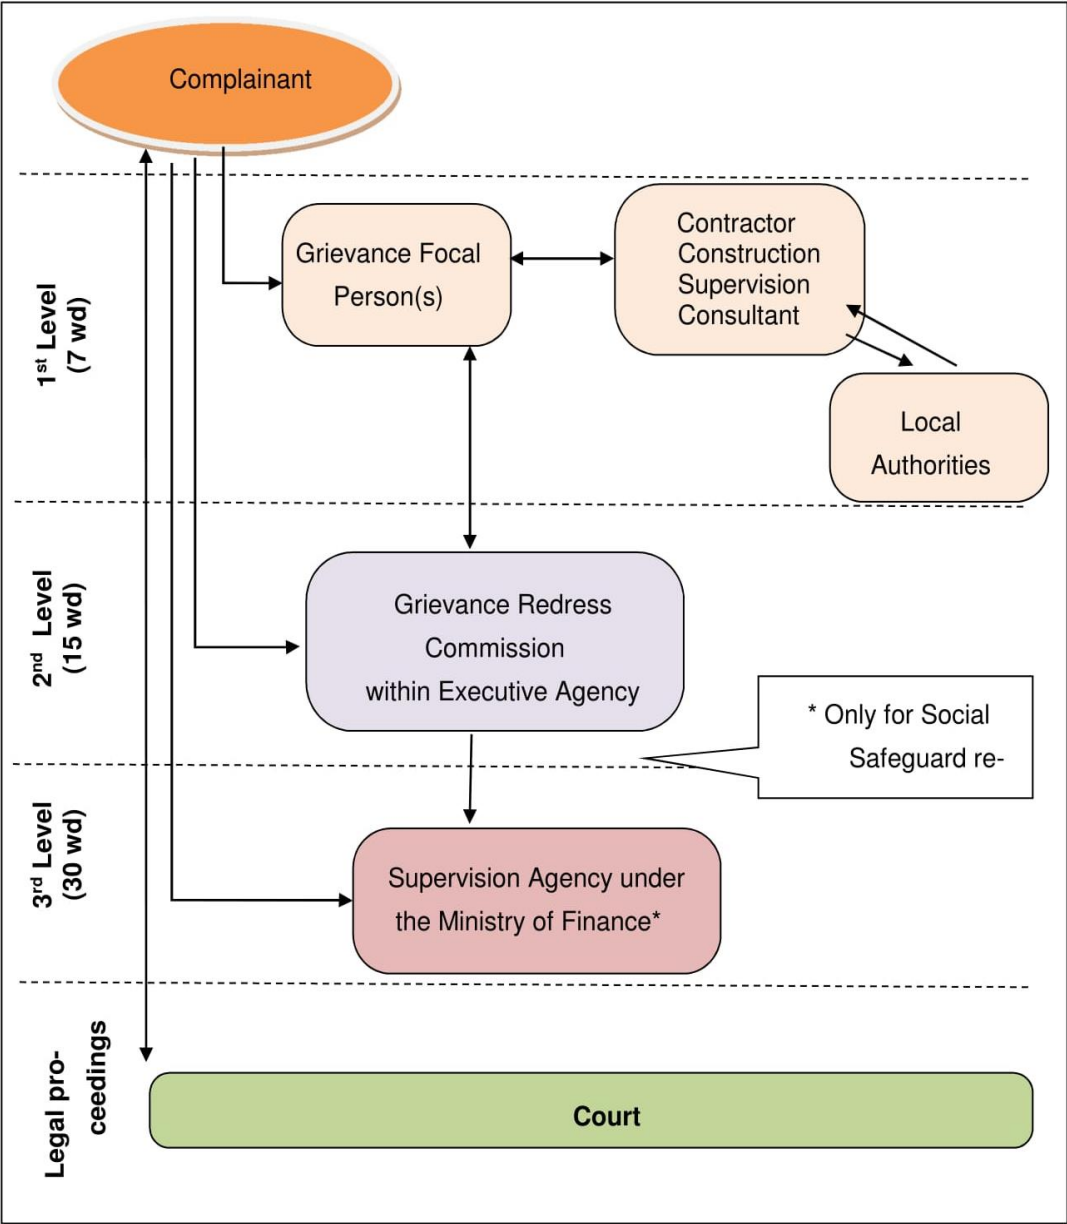 Complainant
1st Level
(7 wd)
Grievance Focal
Person(s)
Contractor
Construction
Supervision
Consultant
Local
Authorities
2nd Level
(15 wd)
Grievance Redress
Commission
within Executive Agency
* Only for Social
Safeguard re-
3rd Level
(30 wd)
Supervision Agency under
the Ministry of Finance*
Legal pro-
ceedings
Court